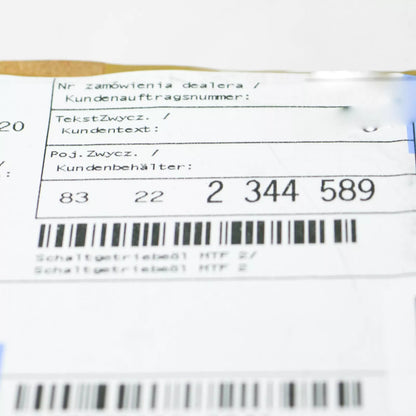 Nr zamówienia dealera /
Kundenauftragsnummer:
20
TekstZwycz. /
Kundentext:
Poj.Zwycz. /
/:
Kundenbehälter:
83 22 2 344 589
Schaltgetriebeöl MTF 2/
Schaltgetriebeöl MTF 2